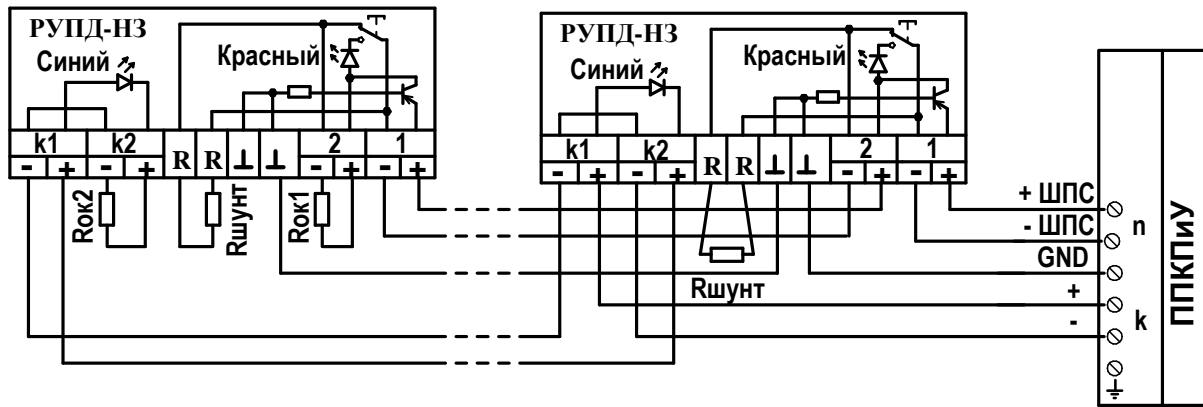 РУПД-НЗ
Синий
Красный
k1 k2 R R ⊥ ⊥ 2 1
- + - + - + - +
Rок2
Rшунт
Rок1
РУПД-НЗ
Синий
Красный
k1 k2 R R ⊥ ⊥ 2 1
- + - + - + - +
Rшунт
+ ШПС
- ШПС
n
GND
+
-
k
ППКПиУ